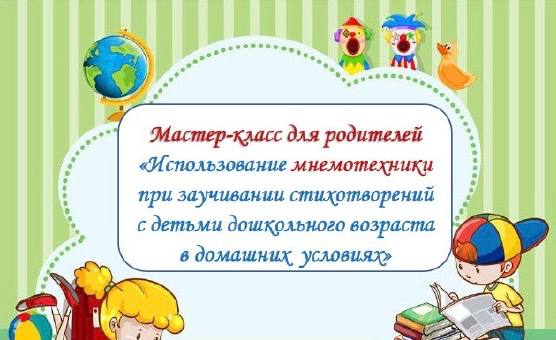 Мастер-класс для родителей
«Использование мнемотехники
при заучивании стихотворений
с детьми дошкольного возраста
в домашних условиях»